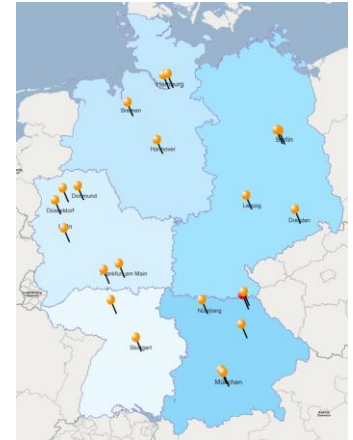 Hamburg
Bremen
Berlin
Hannover
Dortmund
Düsseldorf
Leipzig
Dresden
Frankfurt am Main
Nürnberg
Stuttgart
München